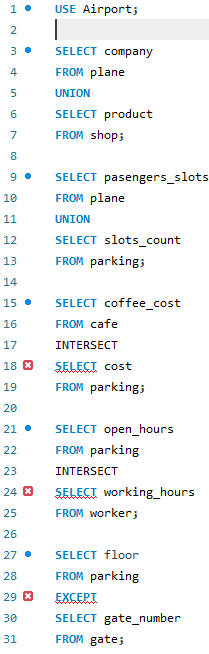 1 USE Airport;
2
3 SELECT company
4 FROM plane
5 UNION
6 SELECT product
7 FROM shop;
8
9 SELECT pasengers_slots
10 FROM plane
11 UNION
12 SELECT slots_count
13 FROM parking;
14
15 SELECT coffee_cost
16 FROM cafe
17 INTERSECT
18 SELECT cost
19 FROM parking;
20
21 SELECT open_hours
22 FROM parking
23 INTERSECT
24 SELECT working_hours
25 FROM worker;
26
27 SELECT floor
28 FROM parking
29 EXCEPT
30 SELECT gate_number
31 FROM gate;